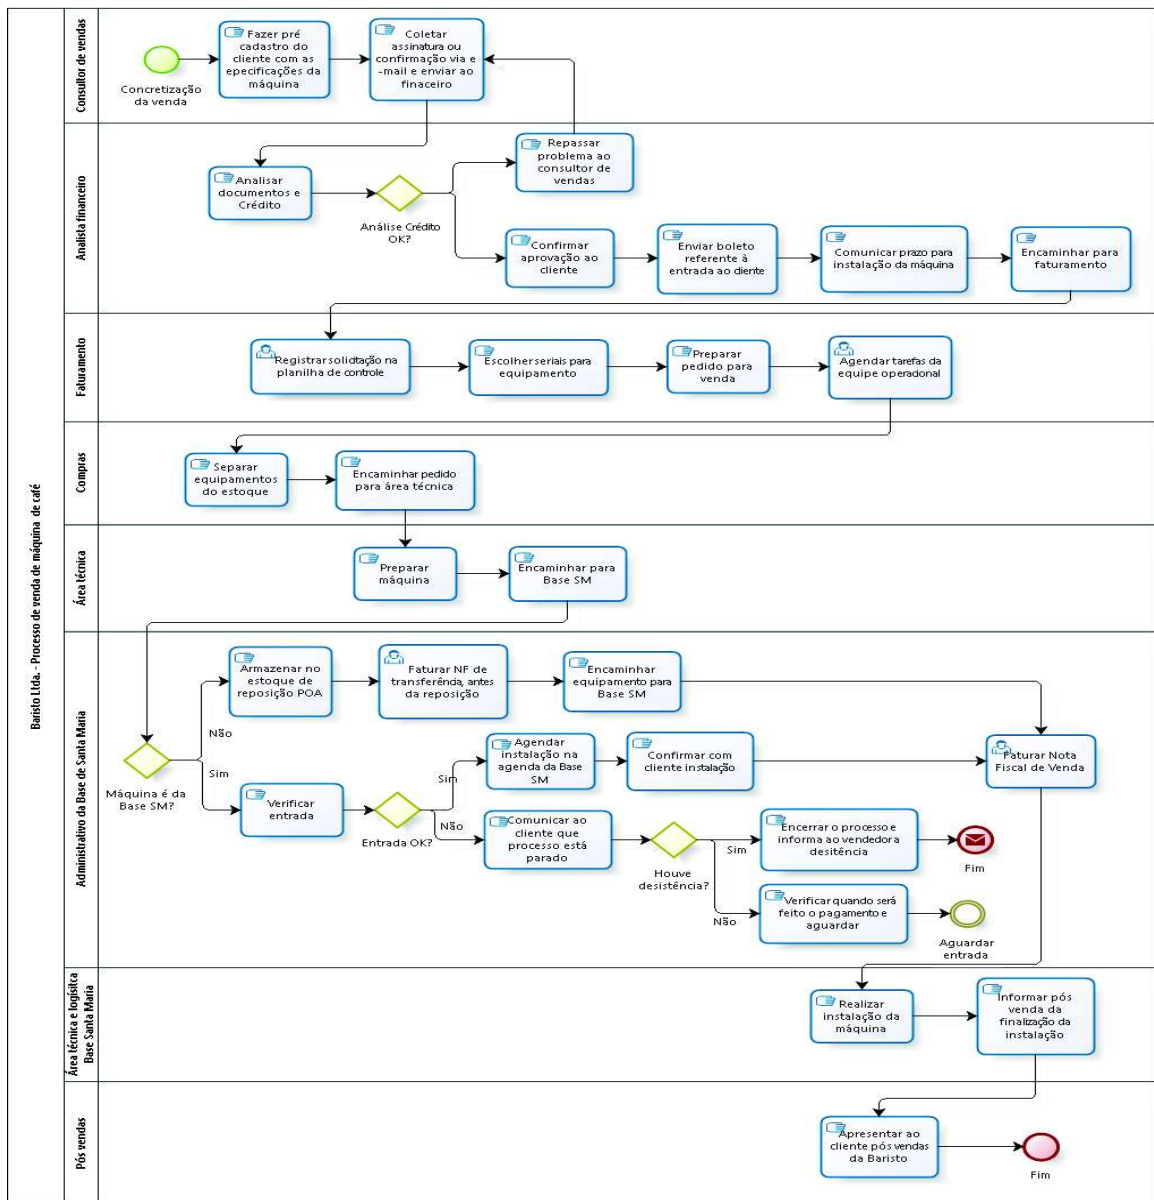 Baristo Ltda. - Processo de venda de máquina de café
Consultor de vendas
Concretização
da venda
Fazer pré
cadastro do
cliente com as
epecificações da
máquina
Coletar
assinatura ou
confirmação via e
-mail e enviar ao
finaceiro
Analista financeiro
Analisar
documentos e
Crédito
Análise Crédito
OK?
Repassar
problema ao
consultor de
vendas
Confirmar
aprovação ao
cliente
Enviar boleto
referente à
entrada ao cliente
Comunicar prazo para
instalação da máquina
Encaminhar para
faturamento
Faturamento
Registrar solicitação na
planilha de controle
Escolher seriais para
equipamento
Preparar
pedido para
venda
Agendar tarefas da
equipe operacional
Compras
Separar
equipamentos
do estoque
Encaminhar pedido
para área técnica
Área técnica
Preparar
máquina
Encaminhar para
Base SM
Administrativo da Base de Santa Maria
Máquina é da
Base SM?
Não
Armazenar no
estoque de
reposição POA
Faturar NF de
transferência, antes
da reposição
Encaminhar
equipamento para
Base SM
Sim
Verificar
entrada
Entrada OK?
Sim
Agendar
instalação na
agenda da Base
SM
Confirmar com
cliente instalação
Faturar Nota
Fiscal de Venda
Não
Comunicar ao
cliente que
processo está
parado
Houve
desistência?
Sim
Encerrar o processo e
informa ao vendedor a
desitência
Fim
Não
Verificar quando será
feito o pagamento e
aguardar
Aguardar
entrada
Área técnica e logísitca
Base Santa Maria
Realizar
instalação da
máquina
Informar pós
venda da
finalização da
instalação
Pós vendas
Apresentar ao
cliente pós vendas
da Baristo
Fim